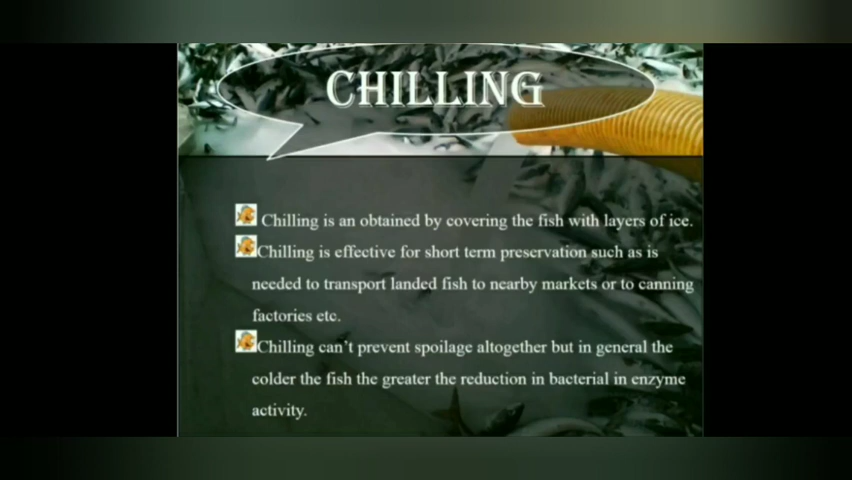 CHILLING
Chilling is an obtained by covering the fish with layers of ice.
Chilling is effective for short term preservation such as is
needed to transport landed fish to nearby markets or to canning
factories etc.
Chilling can't prevent spoilage altogether but in general the
colder the fish the greater the reduction in bacterial in enzyme
activity.